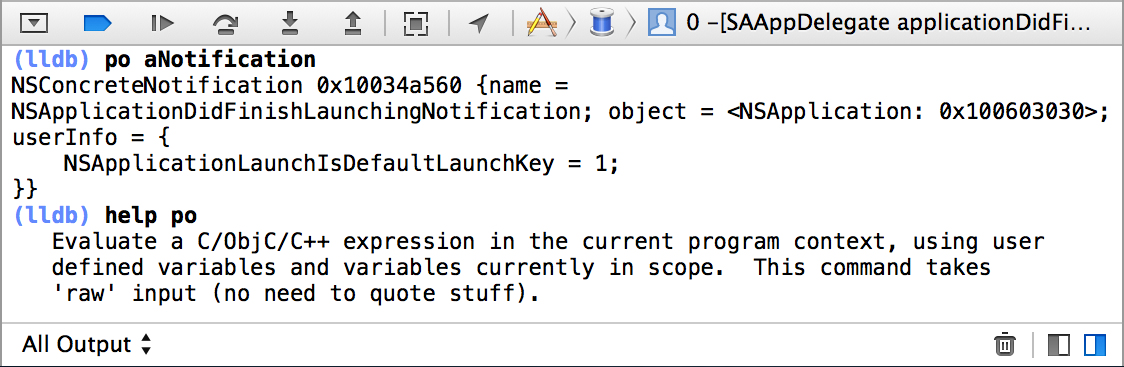 0 -[SAAppDelegate applicationDidFi...
(lldb) po aNotification
NSConcreteNotification 0x10034a560 {name =
NSApplicationDidFinishLaunchingNotification; object = <NSApplication: 0x100603030>;
userInfo = {
    NSApplicationLaunchIsDefaultLaunchKey = 1;
}}
(lldb) help po
   Evaluate a C/ObjC/C++ expression in the current program context, using user
   defined variables and variables currently in scope.  This command takes
   'raw' input (no need to quote stuff).
All Output